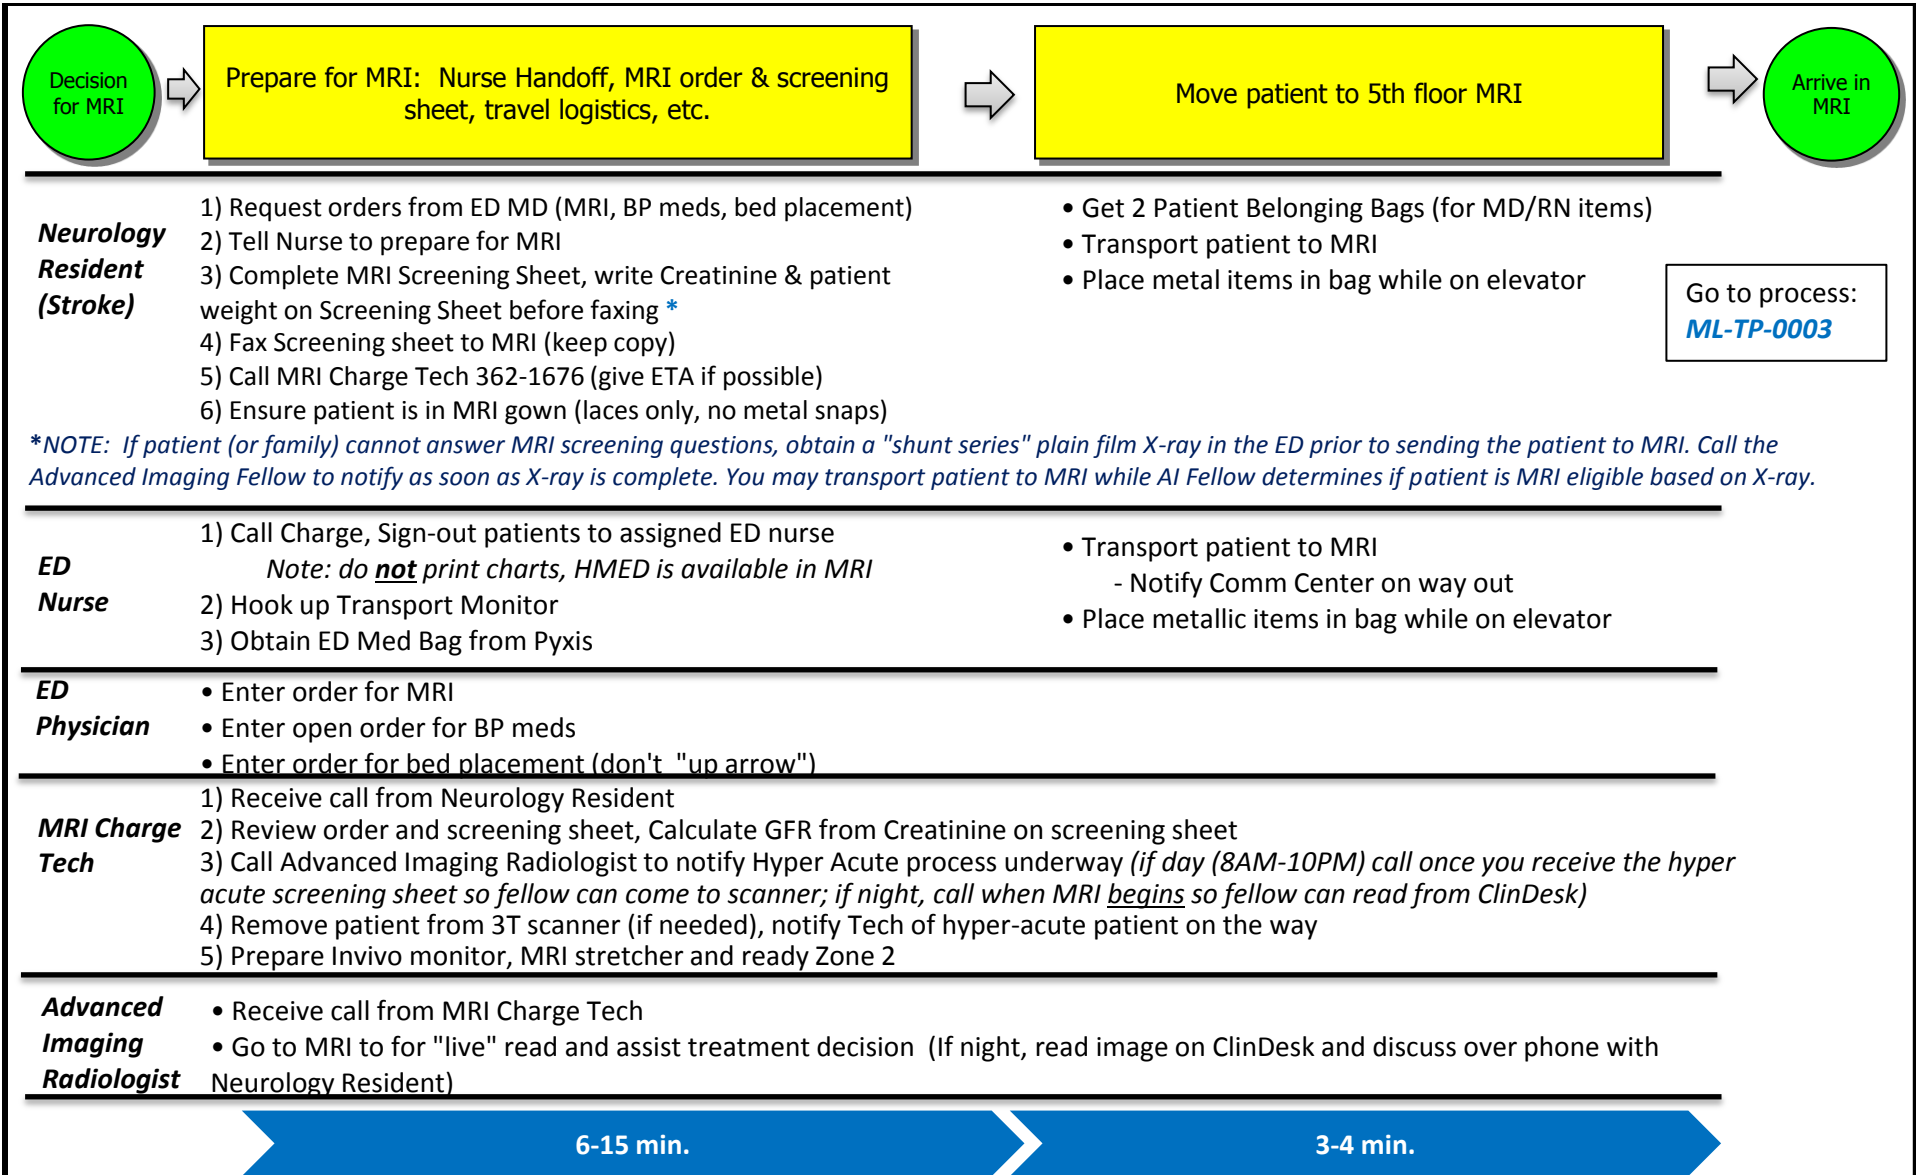 Decision
for MRI
Prepare for MRI:  Nurse Handoff, MRI order & screening
sheet, travel logistics, etc.
Move patient to 5th floor MRI
Arrive in
MRI
Neurology
Resident
(Stroke)
1) Request orders from ED MD (MRI, BP meds, bed placement)
2) Tell Nurse to prepare for MRI
3) Complete MRI Screening Sheet, write Creatinine & patient
weight on Screening Sheet before faxing *
4) Fax Screening sheet to MRI (keep copy)
5) Call MRI Charge Tech 362-1676 (give ETA if possible)
6) Ensure patient is in MRI gown (laces only, no metal snaps)
• Get 2 Patient Belonging Bags (for MD/RN items)
• Transport patient to MRI
• Place metal items in bag while on elevator
Go to process:
ML-TP-0003
*NOTE:  If patient (or family) cannot answer MRI screening questions, obtain a "shunt series" plain film X-ray in the ED prior to sending the patient to MRI. Call the
Advanced Imaging Fellow to notify as soon as X-ray is complete. You may transport patient to MRI while AI Fellow determines if patient is MRI eligible based on X-ray.
ED
Nurse
1) Call Charge, Sign-out patients to assigned ED nurse
Note: do not print charts, HMED is available in MRI
2) Hook up Transport Monitor
3) Obtain ED Med Bag from Pyxis
• Transport patient to MRI
- Notify Comm Center on way out
• Place metallic items in bag while on elevator
ED
Physician
• Enter order for MRI
• Enter open order for BP meds
• Enter order for bed placement (don't  "up arrow")
MRI Charge
Tech
1) Receive call from Neurology Resident
2) Review order and screening sheet, Calculate GFR from Creatinine on screening sheet
3) Call Advanced Imaging Radiologist to notify Hyper Acute process underway (if day (8AM-10PM) call once you receive the hyper
acute screening sheet so fellow can come to scanner; if night, call when MRI begins so fellow can read from ClinDesk)
4) Remove patient from 3T scanner (if needed), notify Tech of hyper-acute patient on the way
5) Prepare Invivo monitor, MRI stretcher and ready Zone 2
Advanced
Imaging
Radiologist
• Receive call from MRI Charge Tech
• Go to MRI to for "live" read and assist treatment decision  (If night, read image on ClinDesk and discuss over phone with
Neurology Resident)
6-15 min.
3-4 min.